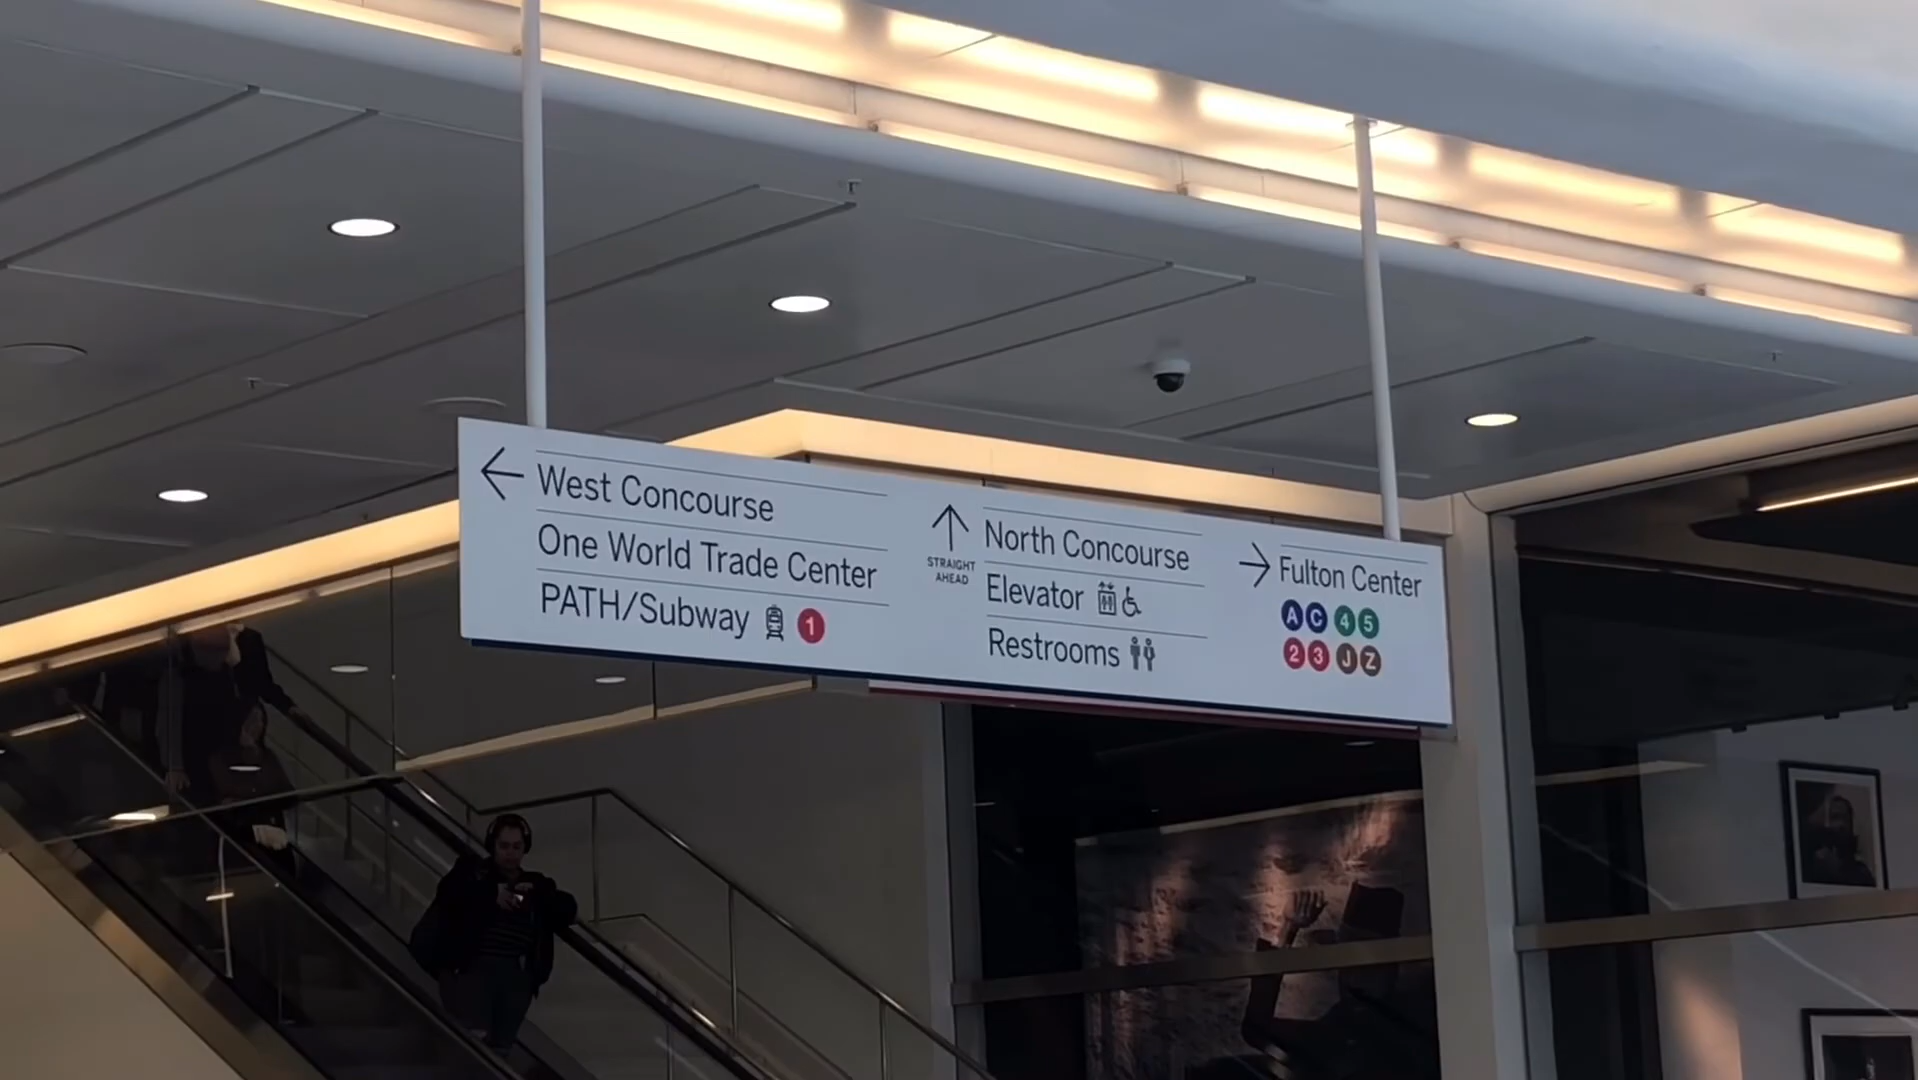 ← West Concourse
One World Trade Center
PATH/Subway 1
↑ North Concourse
STRAIGHT
AHEAD
Elevator
Restrooms
→ Fulton Center
A C 4 5
2 3 J Z